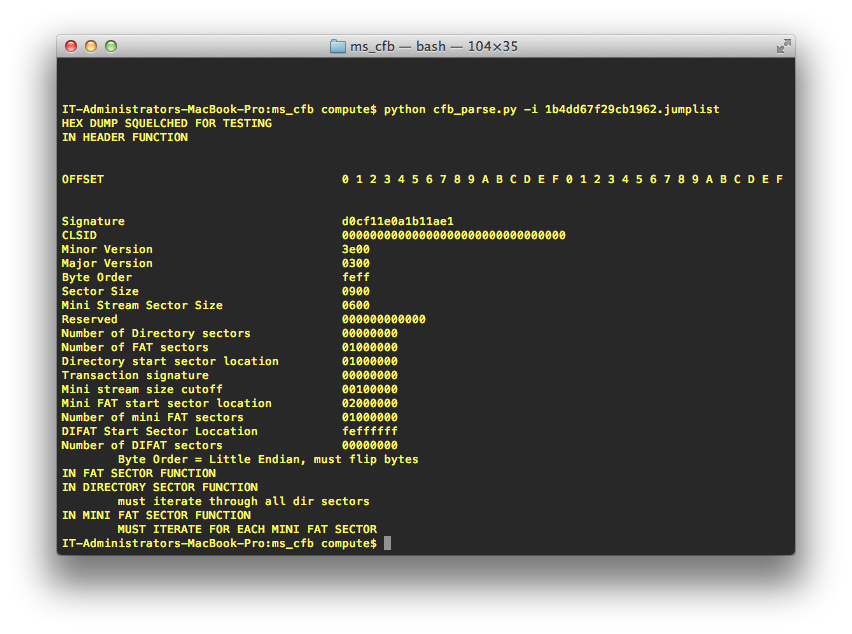 ms_cfb — bash — 104×35
IT-Administrators-MacBook-Pro:ms_cfb compute$ python cfb_parse.py -i 1b4dd67f29cb1962.jumplist
HEX DUMP SQUELCHED FOR TESTING
IN HEADER FUNCTION
OFFSET 0 1 2 3 4 5 6 7 8 9 A B C D E F 0 1 2 3 4 5 6 7 8 9 A B C D E F
Signature d0cf11e0a1b11ae1
CLSID 00000000000000000000000000000000
Minor Version 3e00
Major Version 0300
Byte Order feff
Sector Size 0900
Mini Stream Sector Size 0600
Reserved 000000000000
Number of Directory sectors 00000000
Number of FAT sectors 01000000
Directory start sector location 01000000
Transaction signature 00000000
Mini stream size cutoff 00100000
Mini FAT start sector location 02000000
Number of mini FAT sectors 01000000
DIFAT Start Sector Loccation feffffff
Number of DIFAT sectors 00000000
Byte Order = Little Endian, must flip bytes
IN FAT SECTOR FUNCTION
IN DIRECTORY SECTOR FUNCTION
must iterate through all dir sectors
IN MINI FAT SECTOR FUNCTION
MUST ITERATE FOR EACH MINI FAT SECTOR
IT-Administrators-MacBook-Pro:ms_cfb compute$